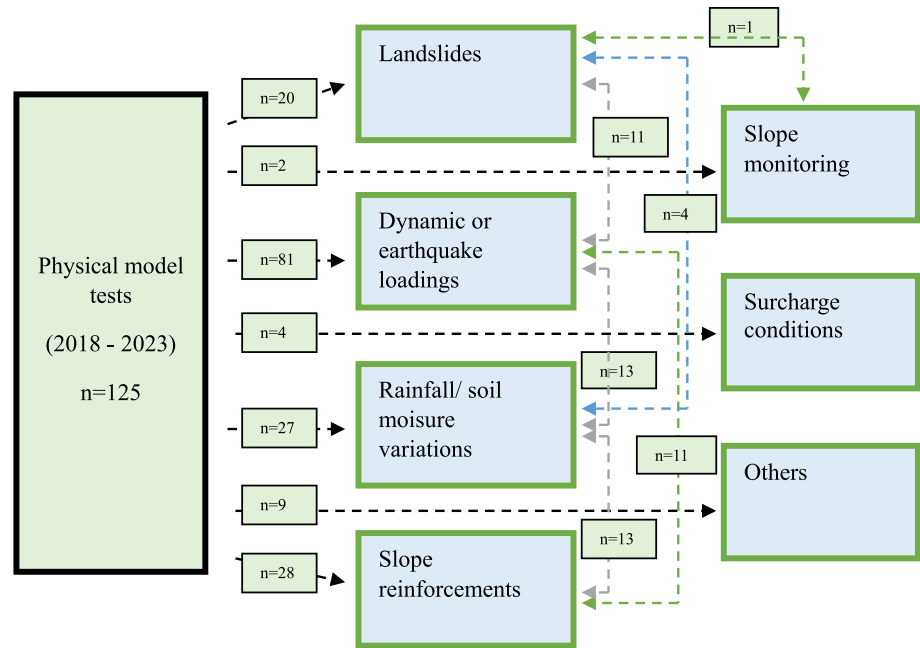 Physical model
tests
(2018 - 2023)
n=125
n=20
n=2
n=81
n=4
n=27
n=9
n=28
Landslides
Dynamic or
earthquake
loadings
Rainfall/ soil
moisure
variations
Slope
reinforcements
n=1
n=11
n=4
n=13
n=11
n=13
Slope
monitoring
Surcharge
conditions
Others